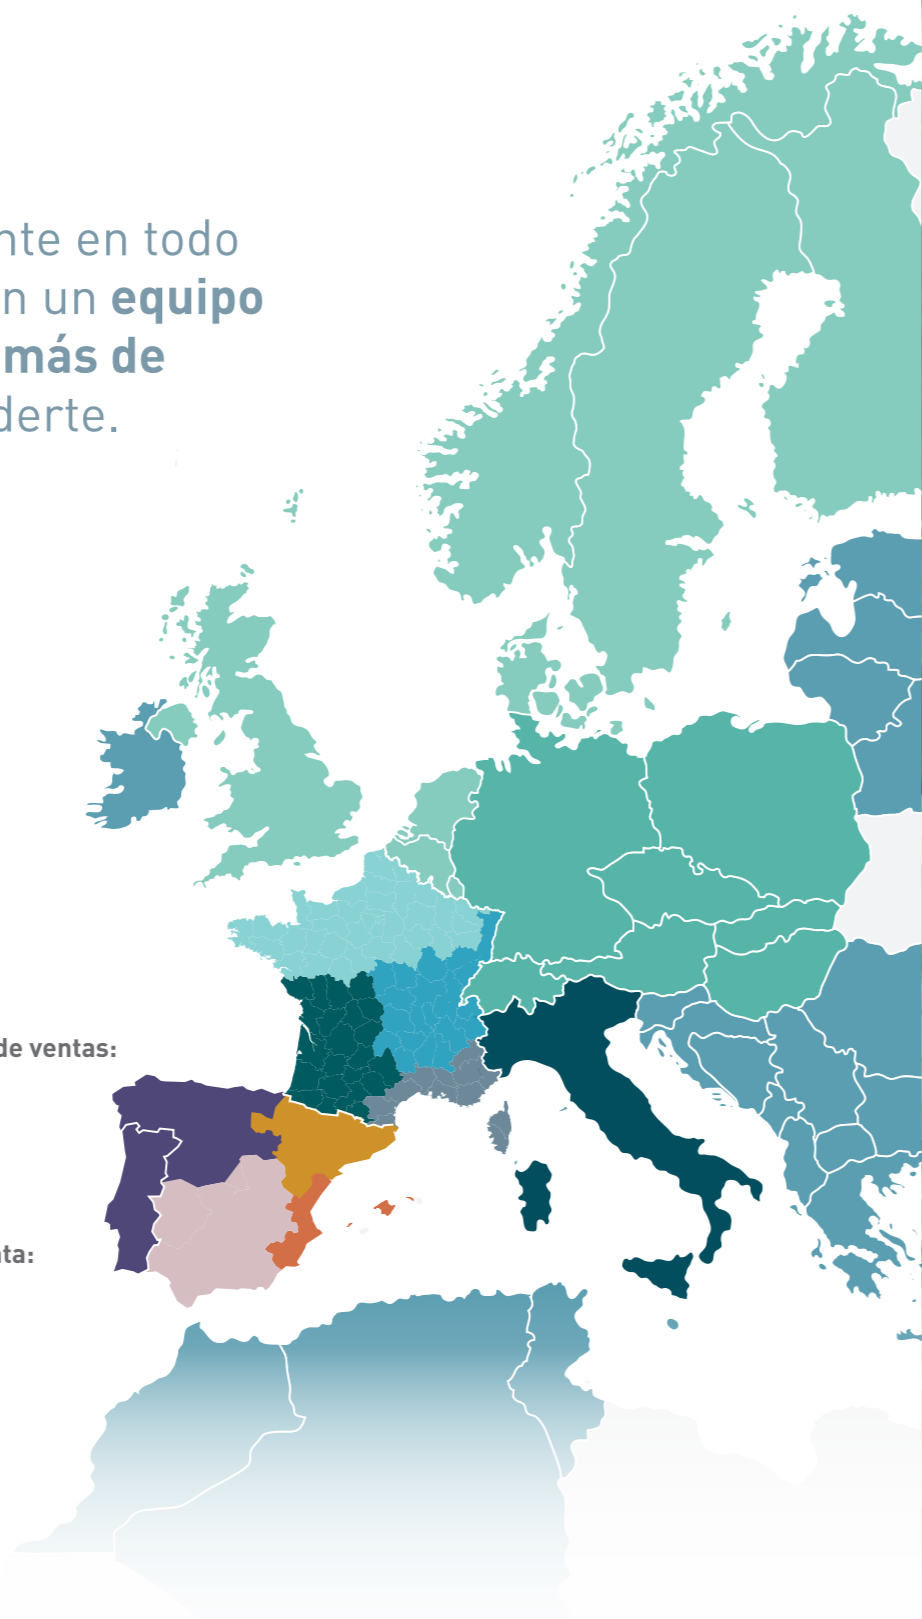 nte en todo
n un equipo
más de
derte.
de ventas:
ta: